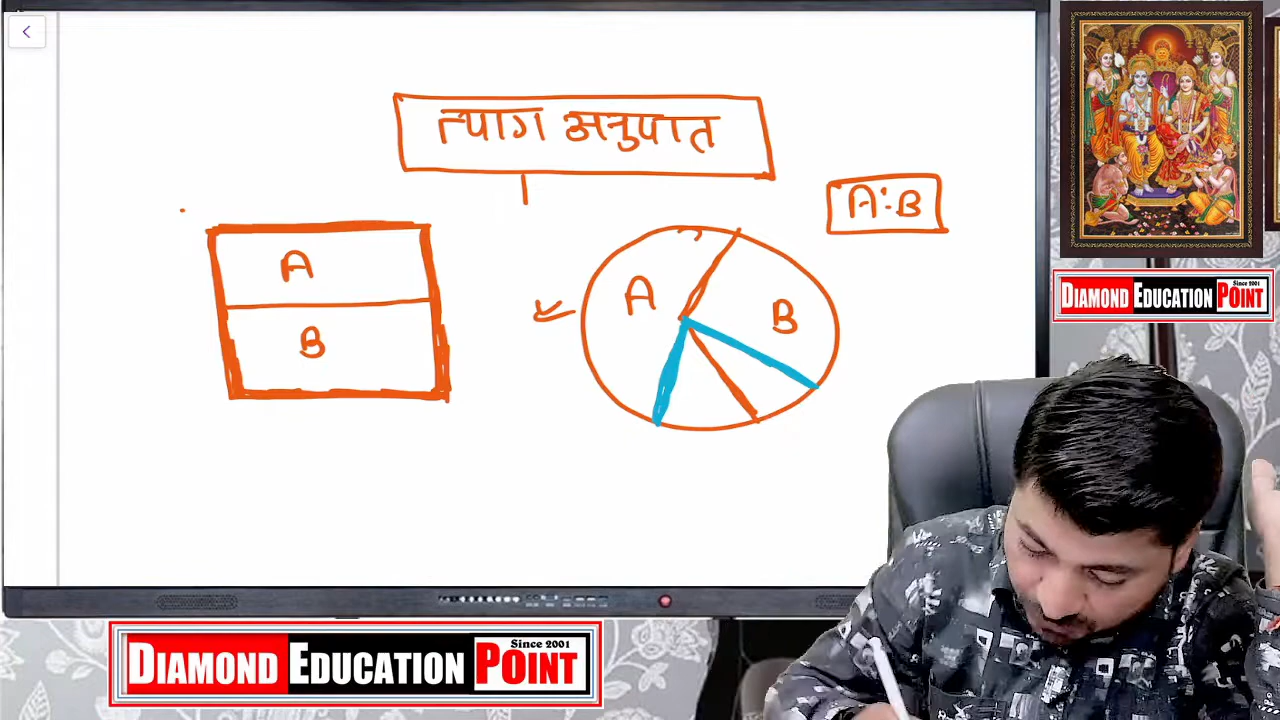 त्याग अनुपात
A:B
A
B
A
B
Since 2001
DIAMOND EDUCATION POINT
Since 2001
DIAMOND EDUCATION POINT